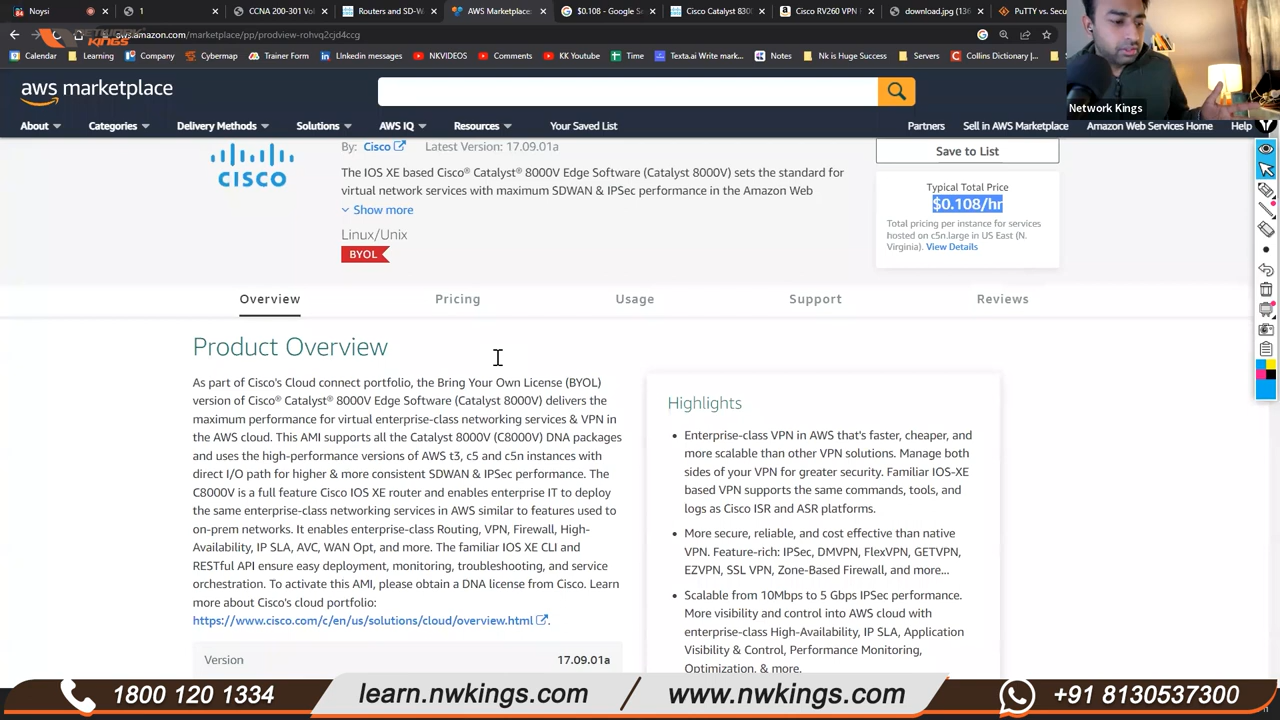 Noysi
1
CCNA 200-301 Vol
Routers and SD-W
AWS Marketplace:
$0.108 - Google S
Cisco Catalyst 830
Cisco RV260 VPN F
download.jpg (136
PuTTY vs. Secu
NETWORK
KINGS
aws.amazon.com/marketplace/pp/prodview-rohvq2cjd4ccg
Calendar
Learning
Company
Cybermap
Trainer Form
Learnings
NKVIDEOS
Comments
KK Youtube
Time
Texta.ai Write mark...
Notes
Nk is Huge Success
Servers
Collins Dictionary |...
Network Kings
aws marketplace
About
Categories
Delivery Methods
Solutions
AWS IQ
Resources
Your Saved List
Partners
Sell in AWS Marketplace
Amazon Web Services Home
Help
CISCO
By: Cisco
Latest Version: 17.09.01a
The IOS XE based Cisco® Catalyst® 8000V Edge Software (Catalyst 8000V) sets the standard for
virtual network services with maximum SDWAN & IPSec performance in the Amazon Web
Show more
Linux/Unix
BYOL
Save to List
Typical Total Price
$0.108/hr
Total pricing per instance for services
hosted on c5n.large in US East (N.
Virginia). View Details
Overview
Pricing
Usage
Support
Reviews
Product Overview
As part of Cisco's Cloud connect portfolio, the Bring Your Own License (BYOL)
version of Cisco® Catalyst® 8000V Edge Software (Catalyst 8000V) delivers the
maximum performance for virtual enterprise-class networking services & VPN in
the AWS cloud. This AMI supports all the Catalyst 8000V (C8000V) DNA packages
and uses the high-performance versions of AWS t3, c5 and c5n instances with
direct I/O path for higher & more consistent SDWAN & IPSec performance. The
C8000V is a full feature Cisco IOS XE router and enables enterprise IT to deploy
the same enterprise-class networking services in AWS similar to features used to
on-prem networks. It enables enterprise-class Routing, VPN, Firewall, High-
Availability, IP SLA, AVC, WAN Opt, and more. The familiar IOS XE CLI and
RESTful API ensure easy deployment, monitoring, troubleshooting, and service
orchestration. To activate this AMI, please obtain a DNA license from Cisco. Learn
more about Cisco's cloud portfolio:
https://www.cisco.com/c/en/us/solutions/cloud/overview.html.
Version
17.09.01a
Highlights
Enterprise-class VPN in AWS that's faster, cheaper, and
more scalable than other VPN solutions. Manage both
sides of your VPN for greater security. Familiar IOS-XE
based VPN supports the same commands, tools, and
logs as Cisco ISR and ASR platforms.
More secure, reliable, and cost effective than native
VPN. Feature-rich: IPSec, DMVPN, FlexVPN, GETVPN,
EZVPN, SSL VPN, Zone-Based Firewall, and more...
Scalable from 10Mbps to 5 Gbps IPSec performance.
More visibility and control into AWS cloud with
enterprise-class High-Availability, IP SLA, Application
Visibility & Control, Performance Monitoring,
Optimization, & more.
1800 120 1334
learn.nwkings.com
www.nwkings.com
+91 8130537300